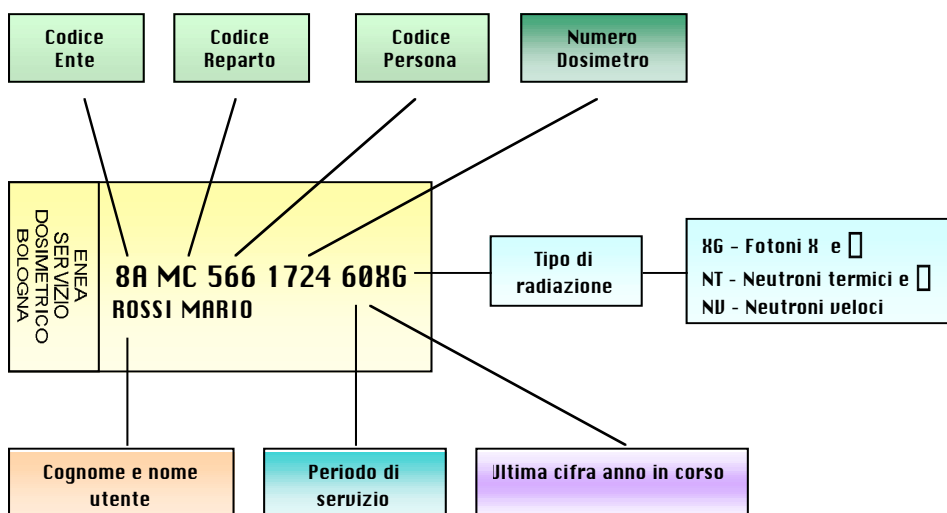 Codice
Ente
Codice
Reparto
Codice
Persona
Numero
Dosimetro
ENEA
SERVIZIO
DOSIMETRICO
BOLOGNA
8A MC 566 1724 60XG
ROSSI MARIO
Tipo di
radiazione
XG - Fotoni X e
NT - Neutroni termici e
NV - Neutroni veloci
Cognome e nome
utente
Periodo di
servizio
Ultima cifra anno in corso